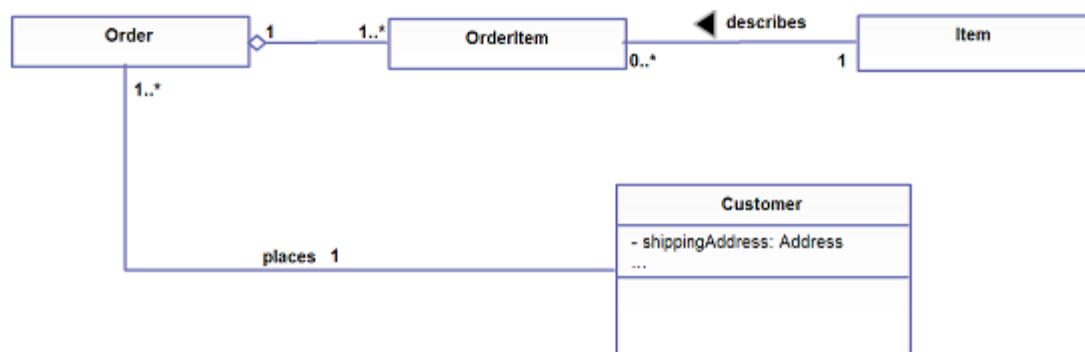 describes
Order
1
1..*
OrderItem
Item
0..*
1
1..*
Customer
- shippingAddress: Address
...
places 1